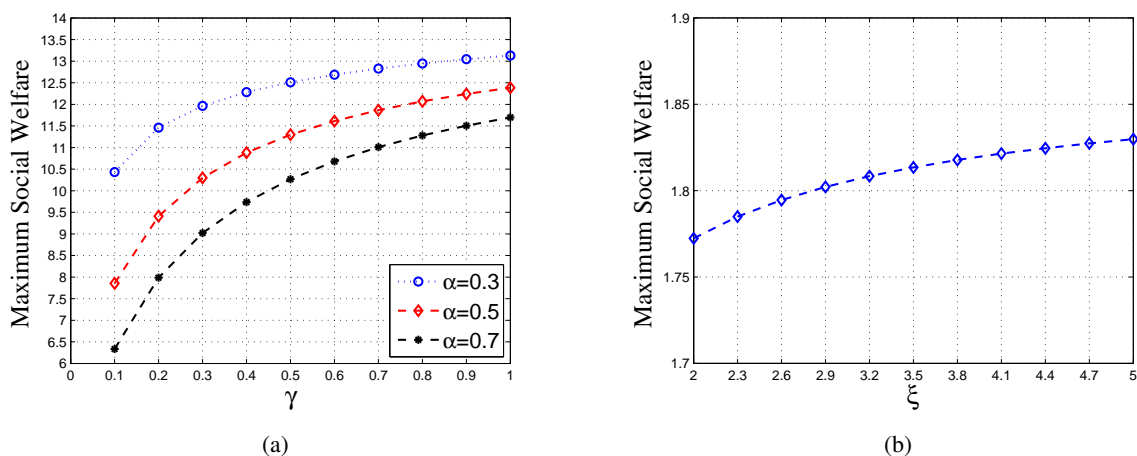 Maximum Social Welfare
14
13.5
13
12.5
12
11.5
11
10.5
10
9.5
9
8.5
8
7.5
7
6.5
6
0 0.1 0.2 0.3 0.4 0.5 0.6 0.7 0.8 0.9 1
γ
α=0.3
α=0.5
α=0.7
(a)
Maximum Social Welfare
1.9
1.85
1.8
1.75
1.7
2 2.3 2.6 2.9 3.2 3.5 3.8 4.1 4.4 4.7 5
ξ
(b)